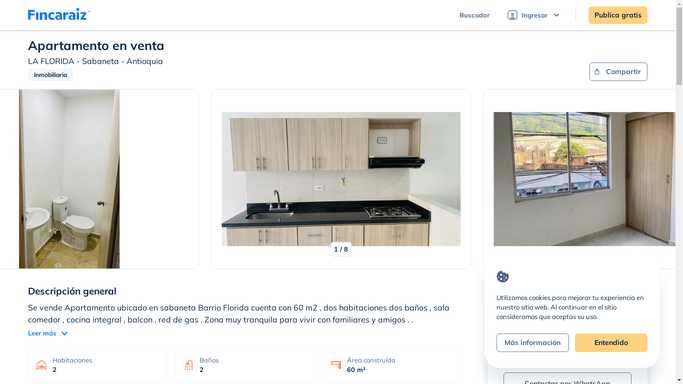 Fincaraiz
Buscador
Ingresar
Publica gratis
Apartamento en venta
LA FLORIDA - Sabaneta - Antioquia
Inmobiliaria
Compartir
1 / 8
Descripción general
Se vende Apartamento ubicado en sabaneta Barrio Florida cuenta con 60 m2 , dos habitaciones dos baños , sala
comedor , cocina integral , balcon , red de gas . Zona muy tranquila para vivir con familiares y amigos . .
Leer más
Habitaciones
2
Baños
2
Área construida
60 m²
Utilizamos cookies para mejorar tu experiencia en
nuestro sitio web. Al continuar en el sitio
consideramos que aceptas su uso.
Más información
Entendido
Contactar por WhatsApp